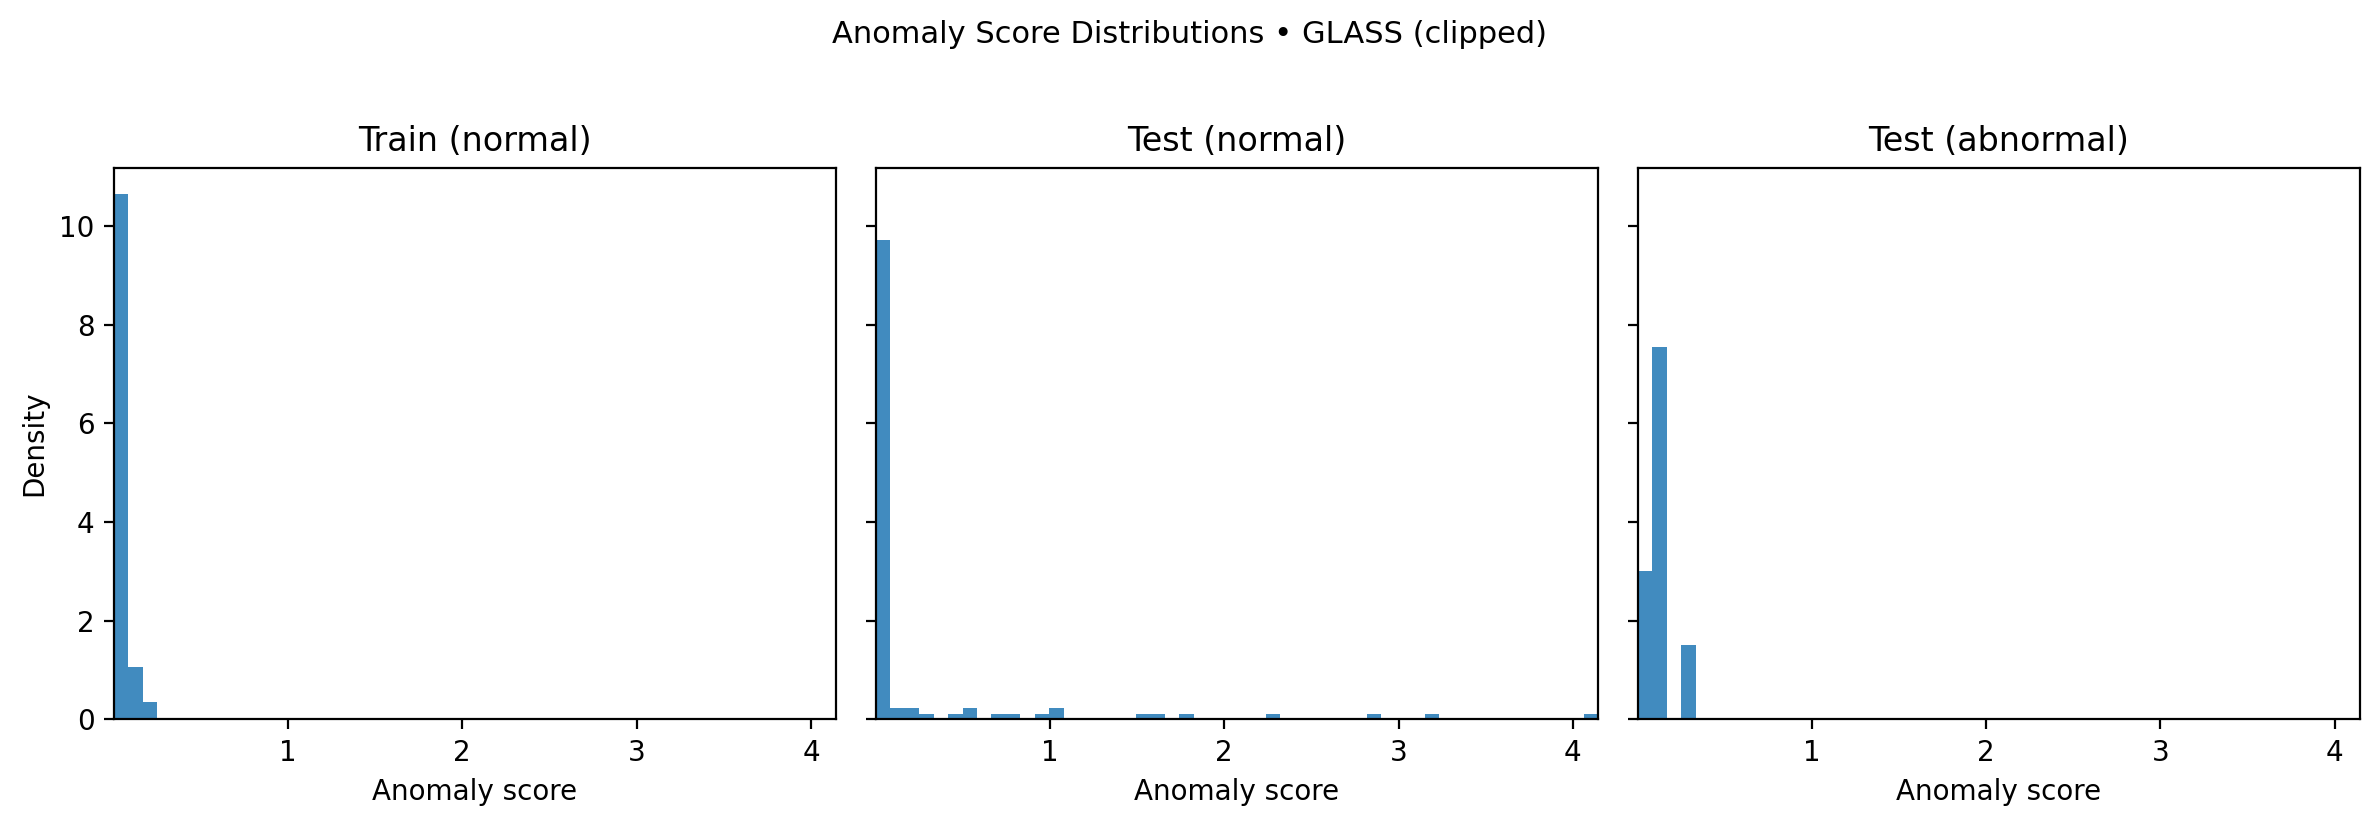 Anomaly Score Distributions • GLASS (clipped)
Train (normal)
Test (normal)
Test (abnormal)
Density
10
8
6
4
2
0
1 2 3 4
1 2 3 4
1 2 3 4
Anomaly score
Anomaly score
Anomaly score